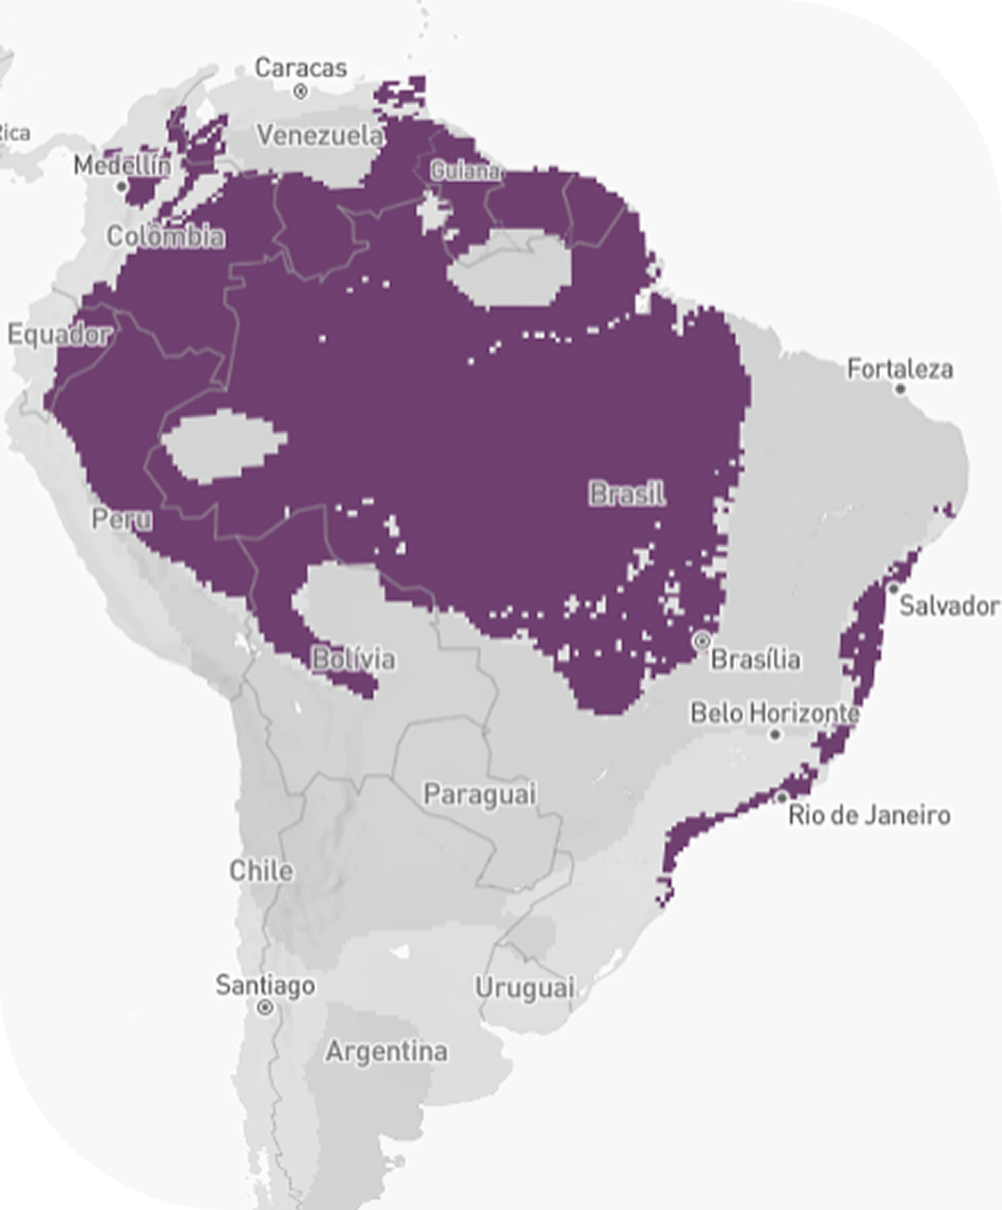 Caracas
Rica
Venezuela
Medellín
Guiana
Colômbia
Equador
Fortaleza
Brasil
Peru
Salvador
Bolívia
Brasília
Belo Horizonte
Paraguai
Rio de Janeiro
Chile
Santiago
Uruguai
Argentina